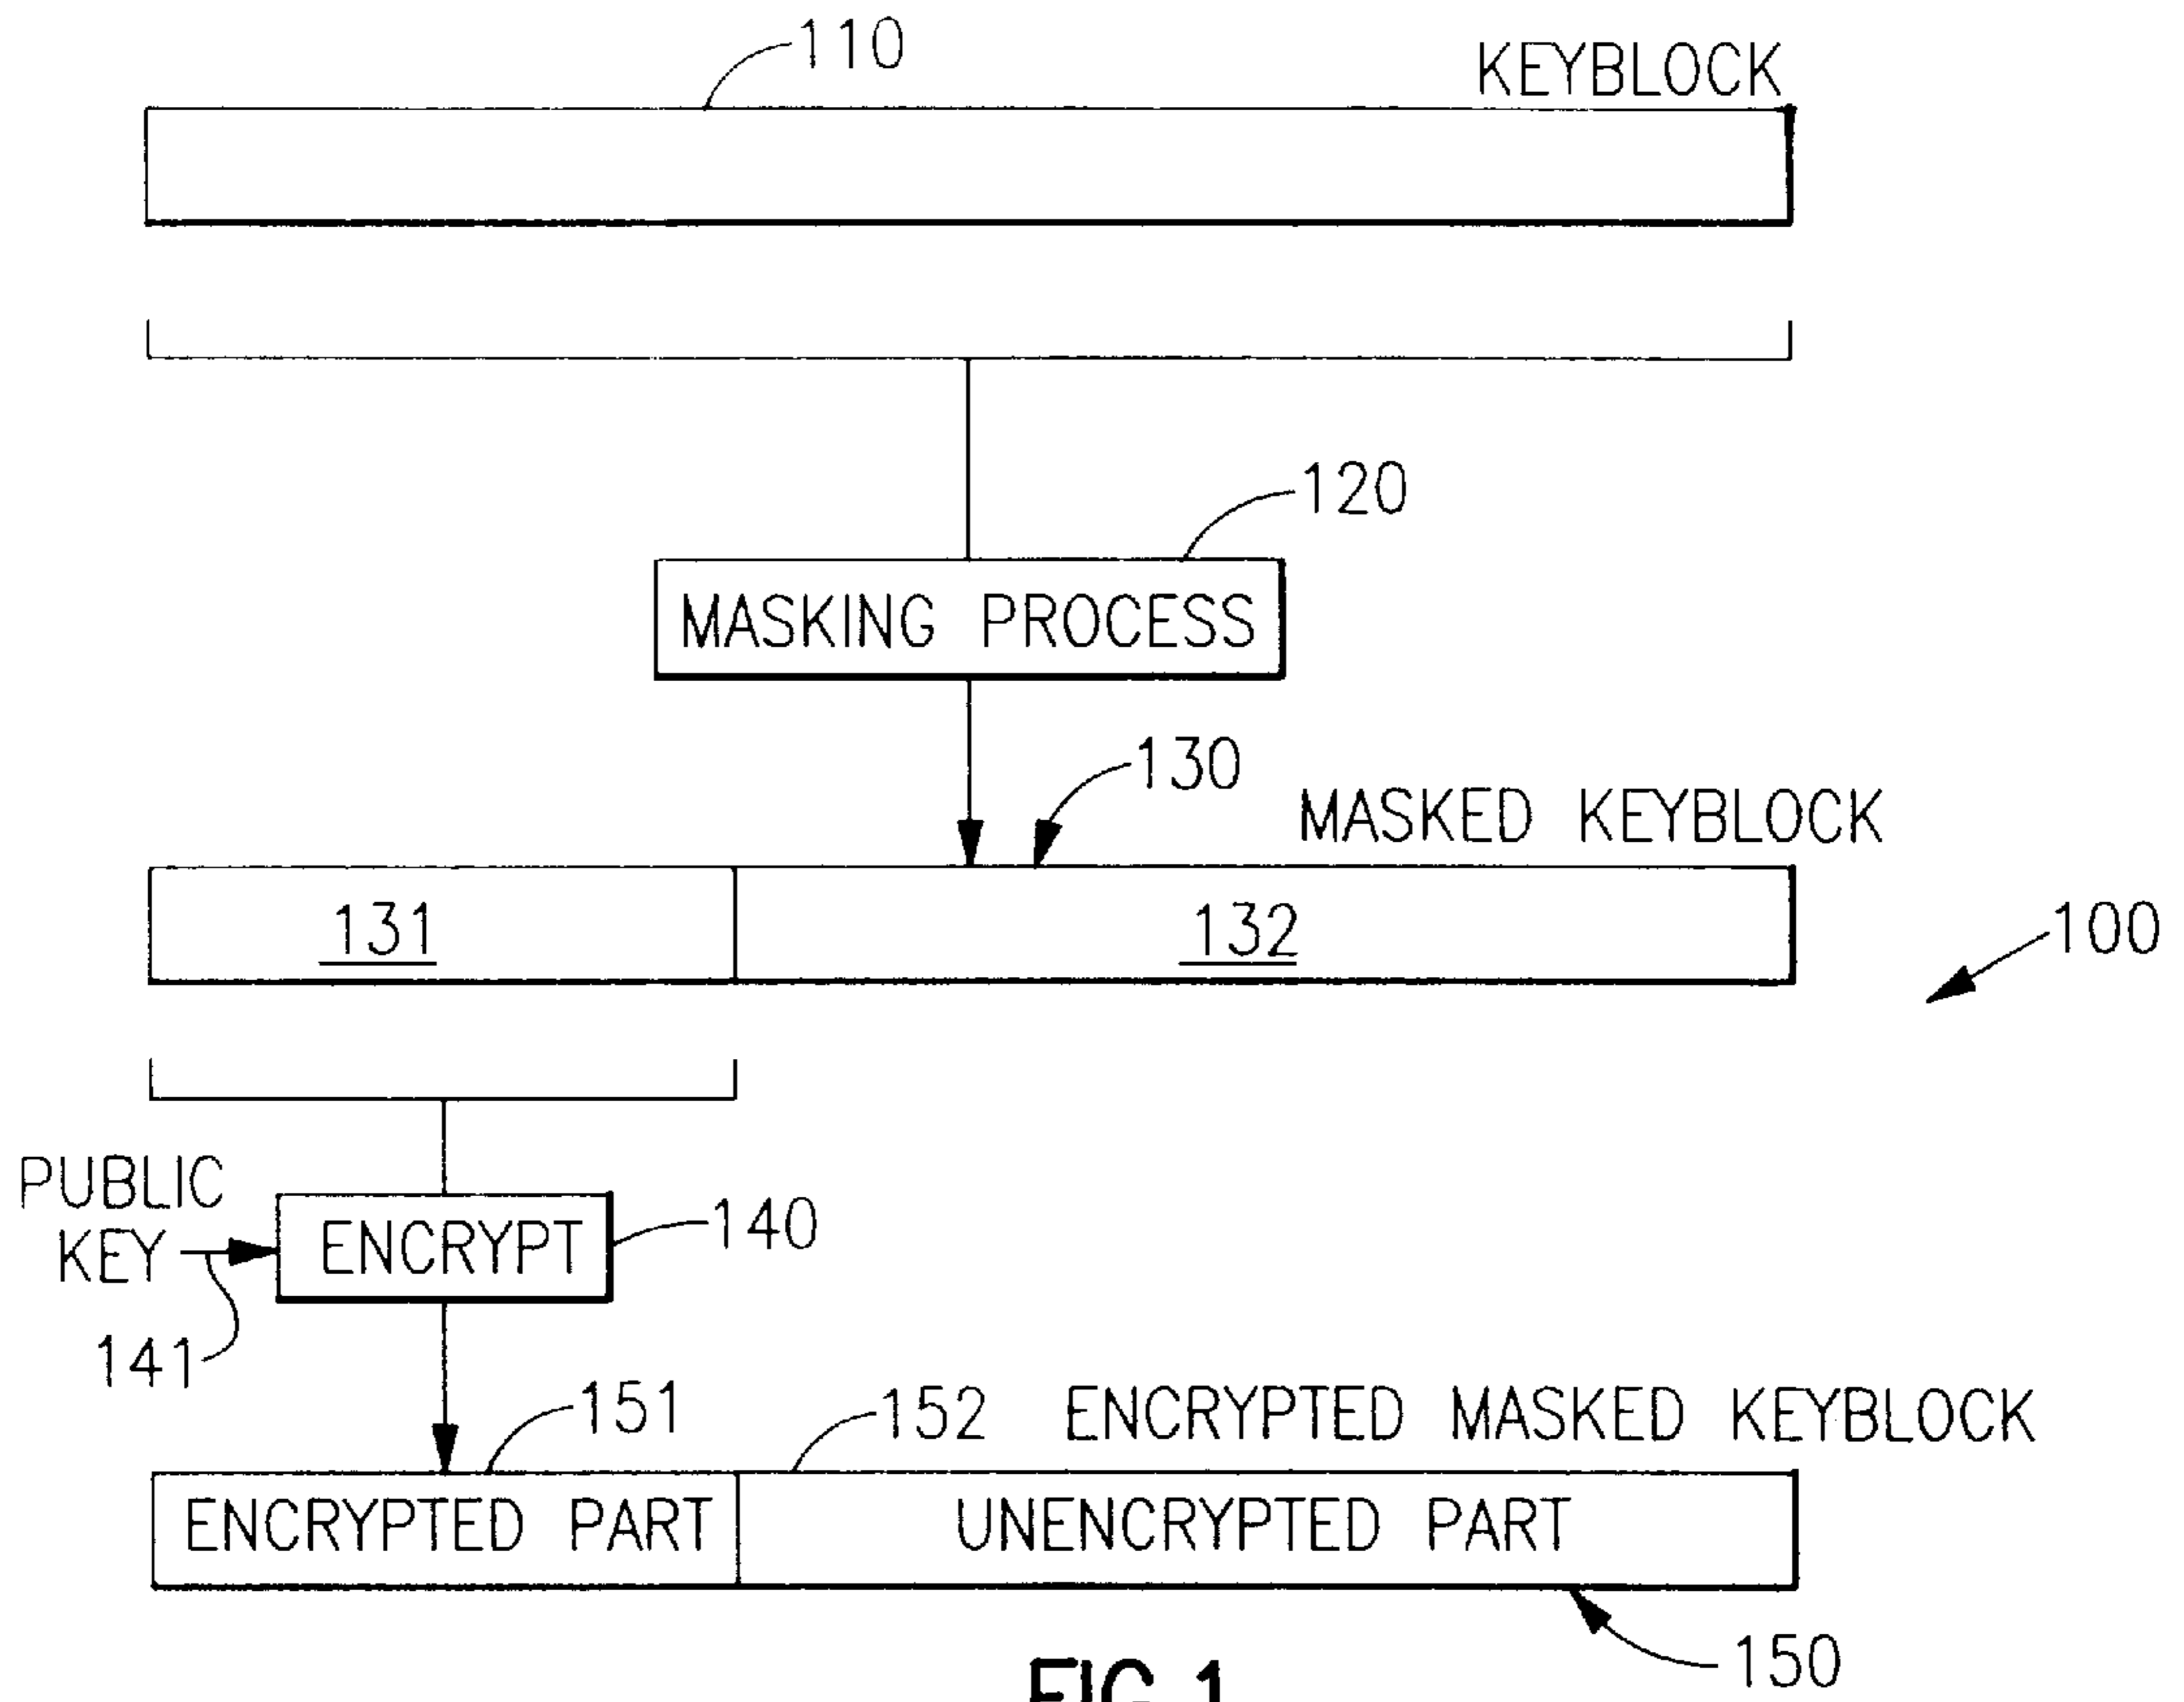 110
KEYBLOCK
120
MASKING PROCESS
130
MASKED KEYBLOCK
131
132
100
PUBLIC
KEY
ENCRYPT
140
141
151
152
ENCRYPTED MASKED KEYBLOCK
ENCRYPTED PART
UNENCRYPTED PART
150
FIG.1